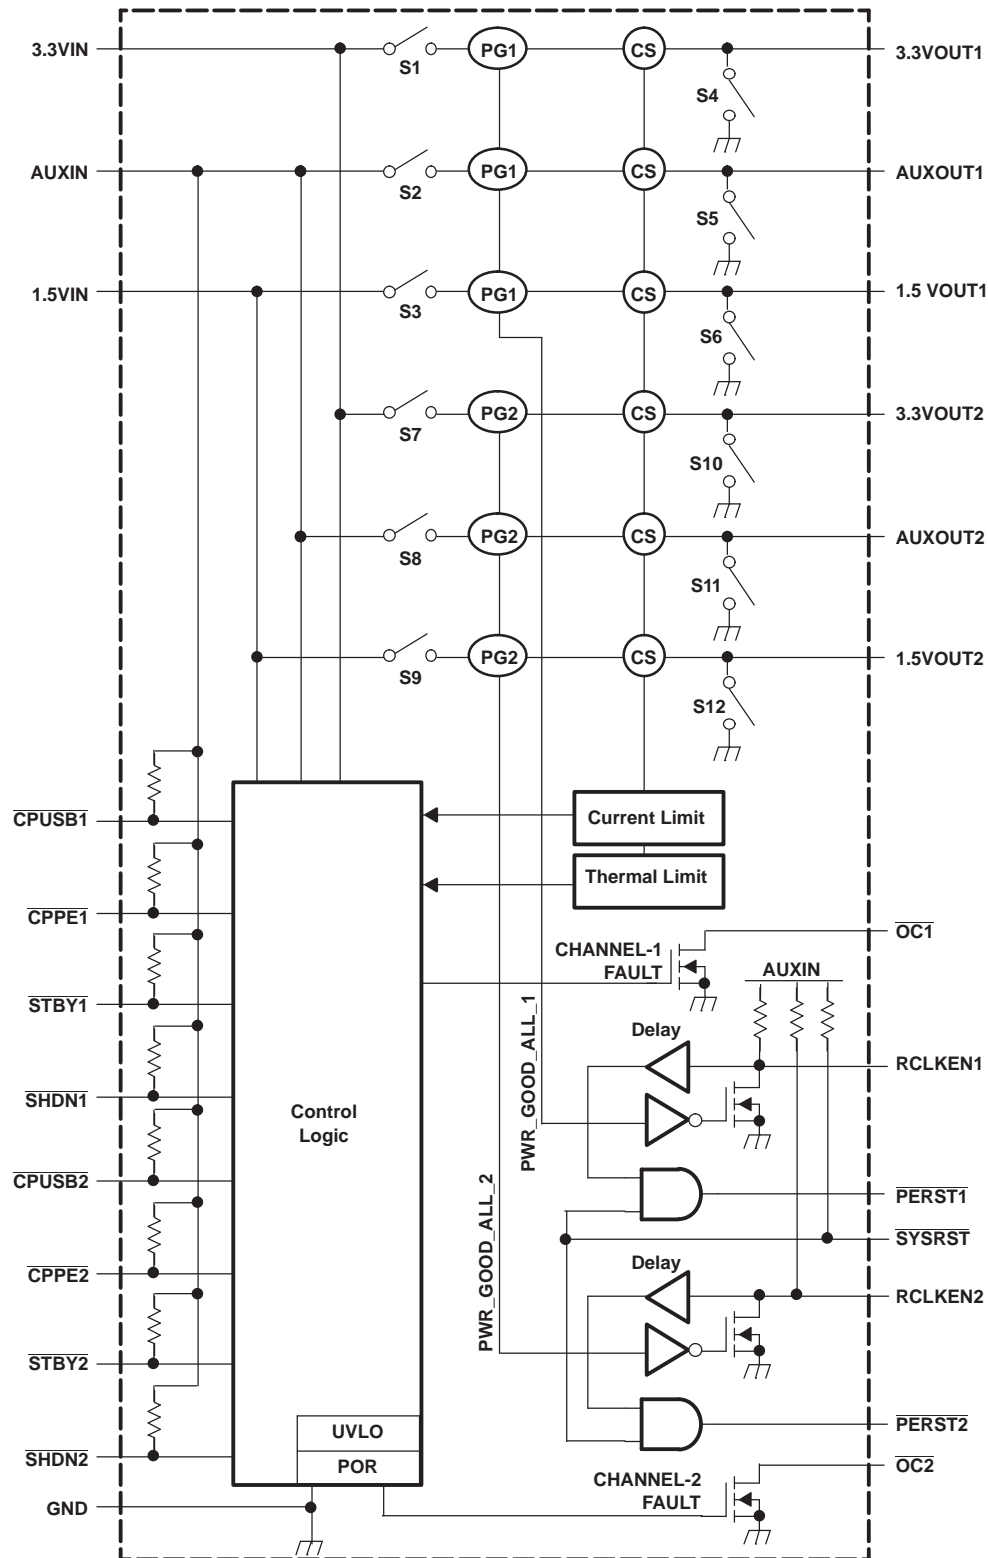 3.3VIN
S1
PG1
CS
3.3VOUT1
S4
AUXIN
S2
PG1
CS
AUXOUT1
S5
1.5VIN
S3
PG1
CS
1.5 VOUT1
S6
S7
PG2
CS
3.3VOUT2
S10
S8
PG2
CS
AUXOUT2
S11
S9
PG2
CS
1.5VOUT2
S12
CPUSB1
CPPE1
STBY1
SHDN1
CPUSB2
CPPE2
STBY2
SHDN2
GND
Control
Logic
UVLO
POR
Current Limit
Thermal Limit
CHANNEL-1
FAULT
OC1
AUXIN
PWR_GOOD_ALL_1
Delay
RCLKEN1
PERST1
SYSRST
PWR_GOOD_ALL_2
Delay
RCLKEN2
PERST2
CHANNEL-2
FAULT
OC2